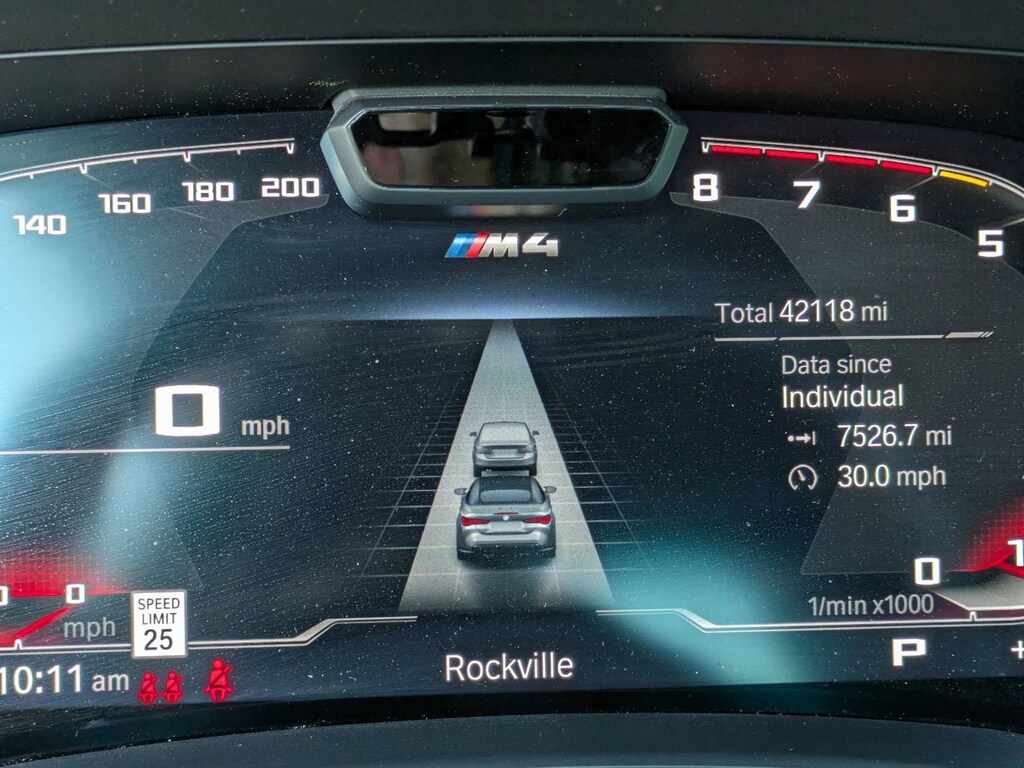 140
160
180
200
8
7
6
5
M4
Total 42118 mi
Data since
Individual
7526.7 mi
30.0 mph
0 mph
0
mph
SPEED
LIMIT
25
0
1/min x1000
10:11 am
Rockville
P